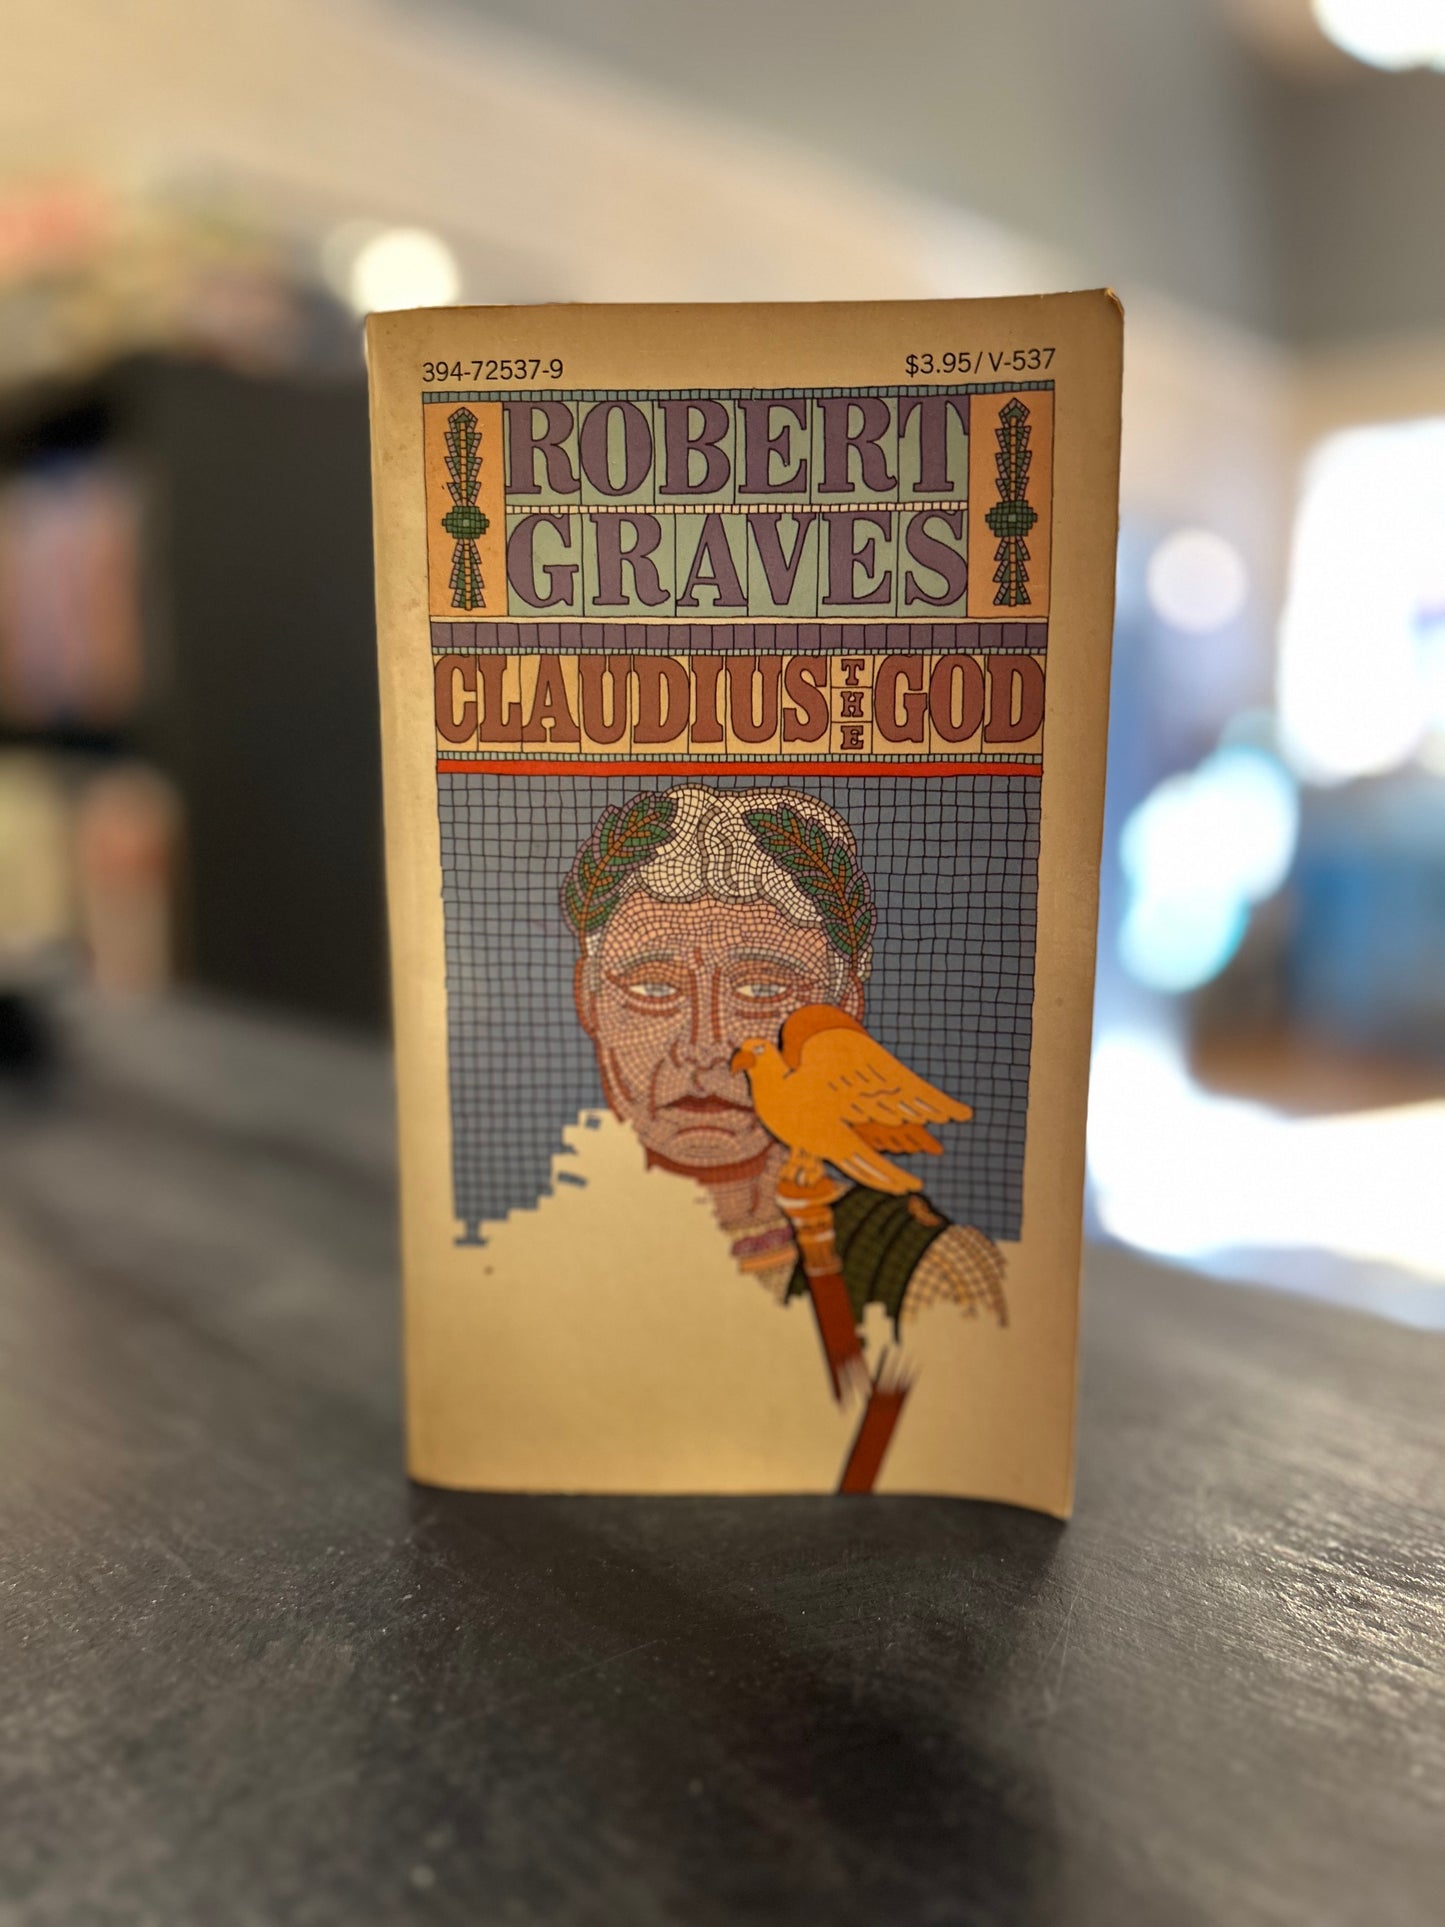 394-72537-9 $3.95/V-537
ROBERT
GRAVES
CLAUDIUS THE GOD